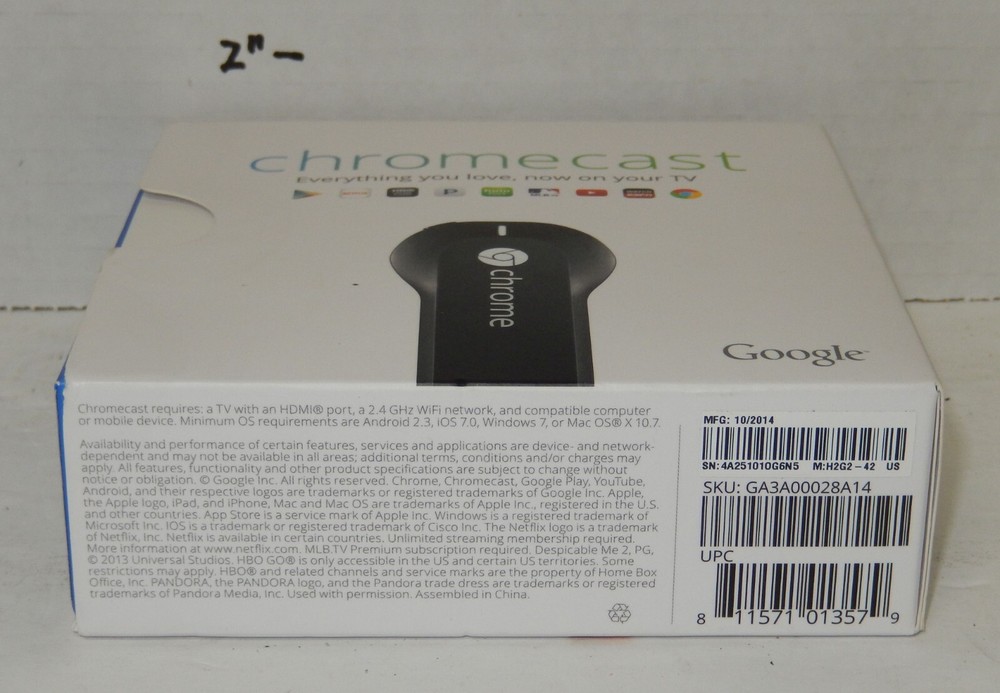 2" -
chromecast
Everything you love, now on your TV
chrome
Google
Chromecast requires: a TV with an HDMI® port, a 2.4 GHz WiFi network, and compatible computer
or mobile device. Minimum OS requirements are Android 2.3, iOS 7.0, Windows 7, or Mac OS® X 10.7.
Availability and performance of certain features, services and applications are device- and network-
dependent and may not be available in all areas; additional terms, conditions and/or charges may
apply. All features, functionality and other product specifications are subject to change without
notice or obligation. © Google Inc. All rights reserved. Chrome, Chromecast, Google Play, YouTube,
Android, and their respective logos are trademarks or registered trademarks of Google Inc. Apple,
the Apple logo, iPad, and iPhone, Mac and Mac OS are trademarks of Apple Inc., registered in the U.S.
and other countries. App Store is a service mark of Apple Inc. Windows is a registered trademark of
Microsoft Inc. IOS is a trademark or registered trademark of Cisco Inc. The Netflix logo is a trademark
of Netflix, Inc. Netflix is available in certain countries. Unlimited streaming membership required.
More information at www.netflix.com. MLB.TV Premium subscription required. Despicable Me 2, PG,
© 2013 Universal Studios. HBO GO® is only accessible in the US and certain US territories. Some
restrictions may apply. HBO® and related channels and service marks are the property of Home Box
Office, Inc. PANDORA, the PANDORA logo, and the Pandora trade dress are trademarks or registered
trademarks of Pandora Media, Inc. Used with permission. Assembled in China.
MFG: 10/2014
SN: 4A251010G6N5 M:H2G2-42 US
SKU: GA3A00028A14
UPC
8 11571 01357 9